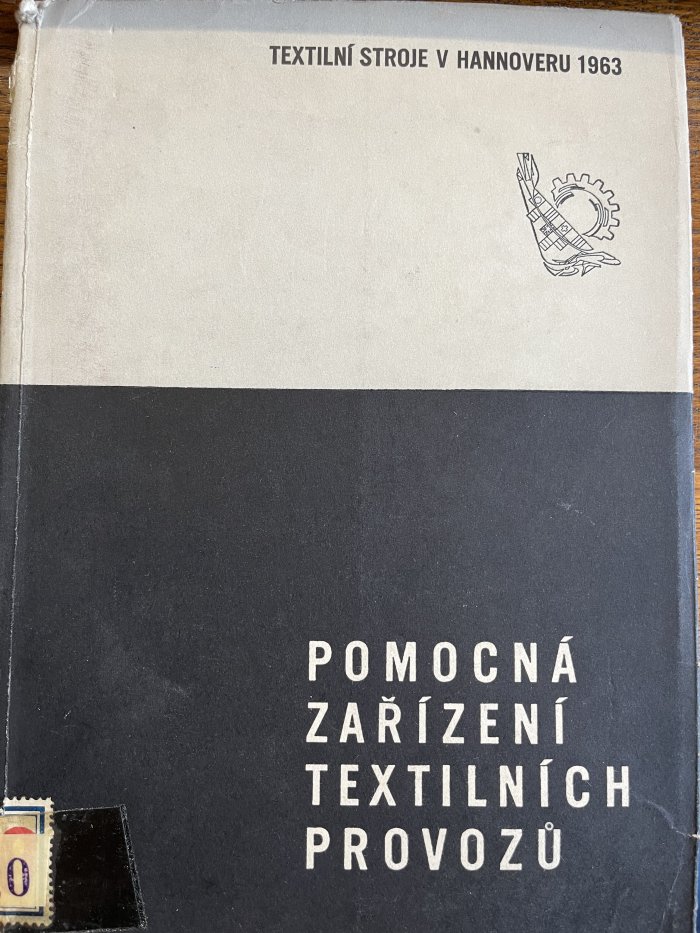 TEXTILNÍ STROJE V HANNOVERU 1963
POMOCNÁ
ZAŘÍZENÍ
TEXTILNÍCH
PROVOZŮ
O